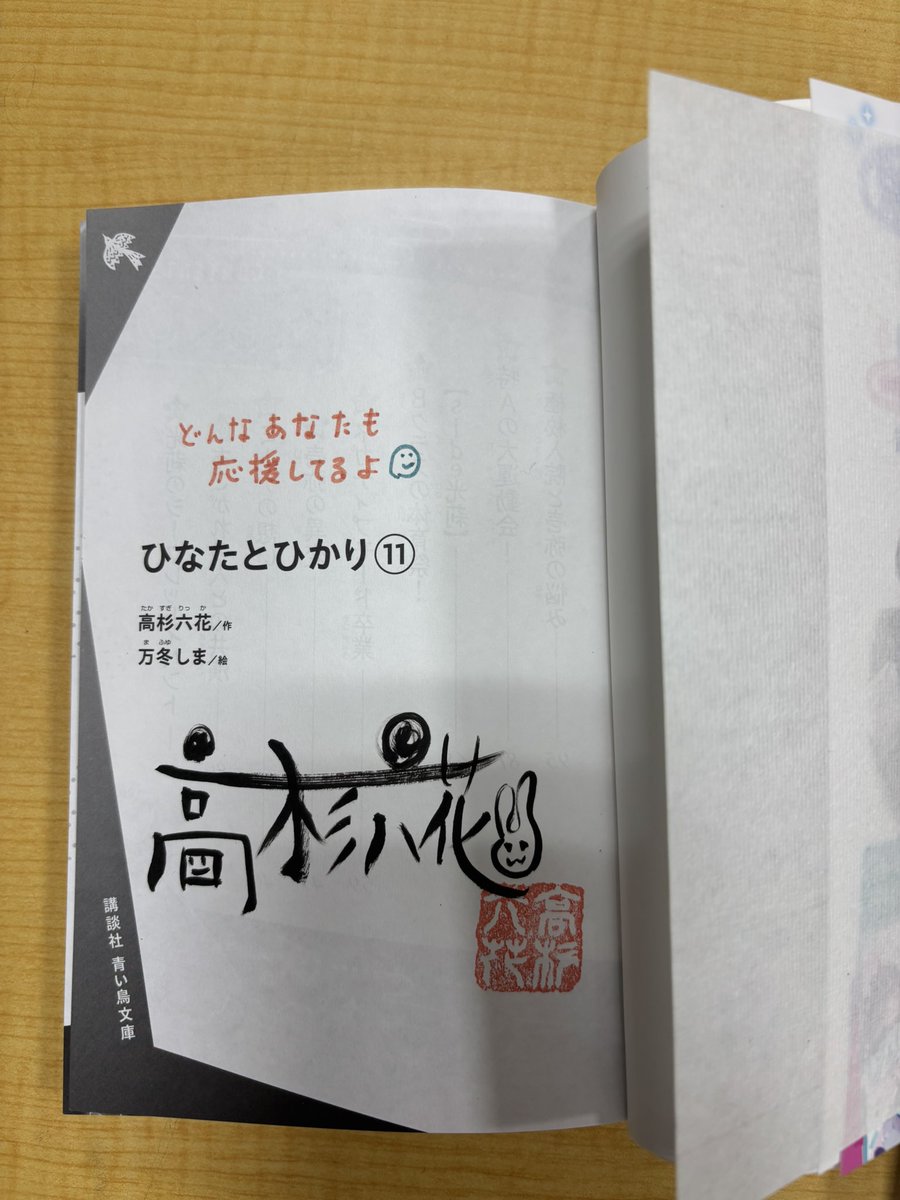 どんなあなたも
応援してるよ
ひなたとひかり⑪
たかすぎりっか
高杉六花／作
まふゆ
万冬しま／絵
高杉六花
高杉
六花
講談社 青い鳥文庫